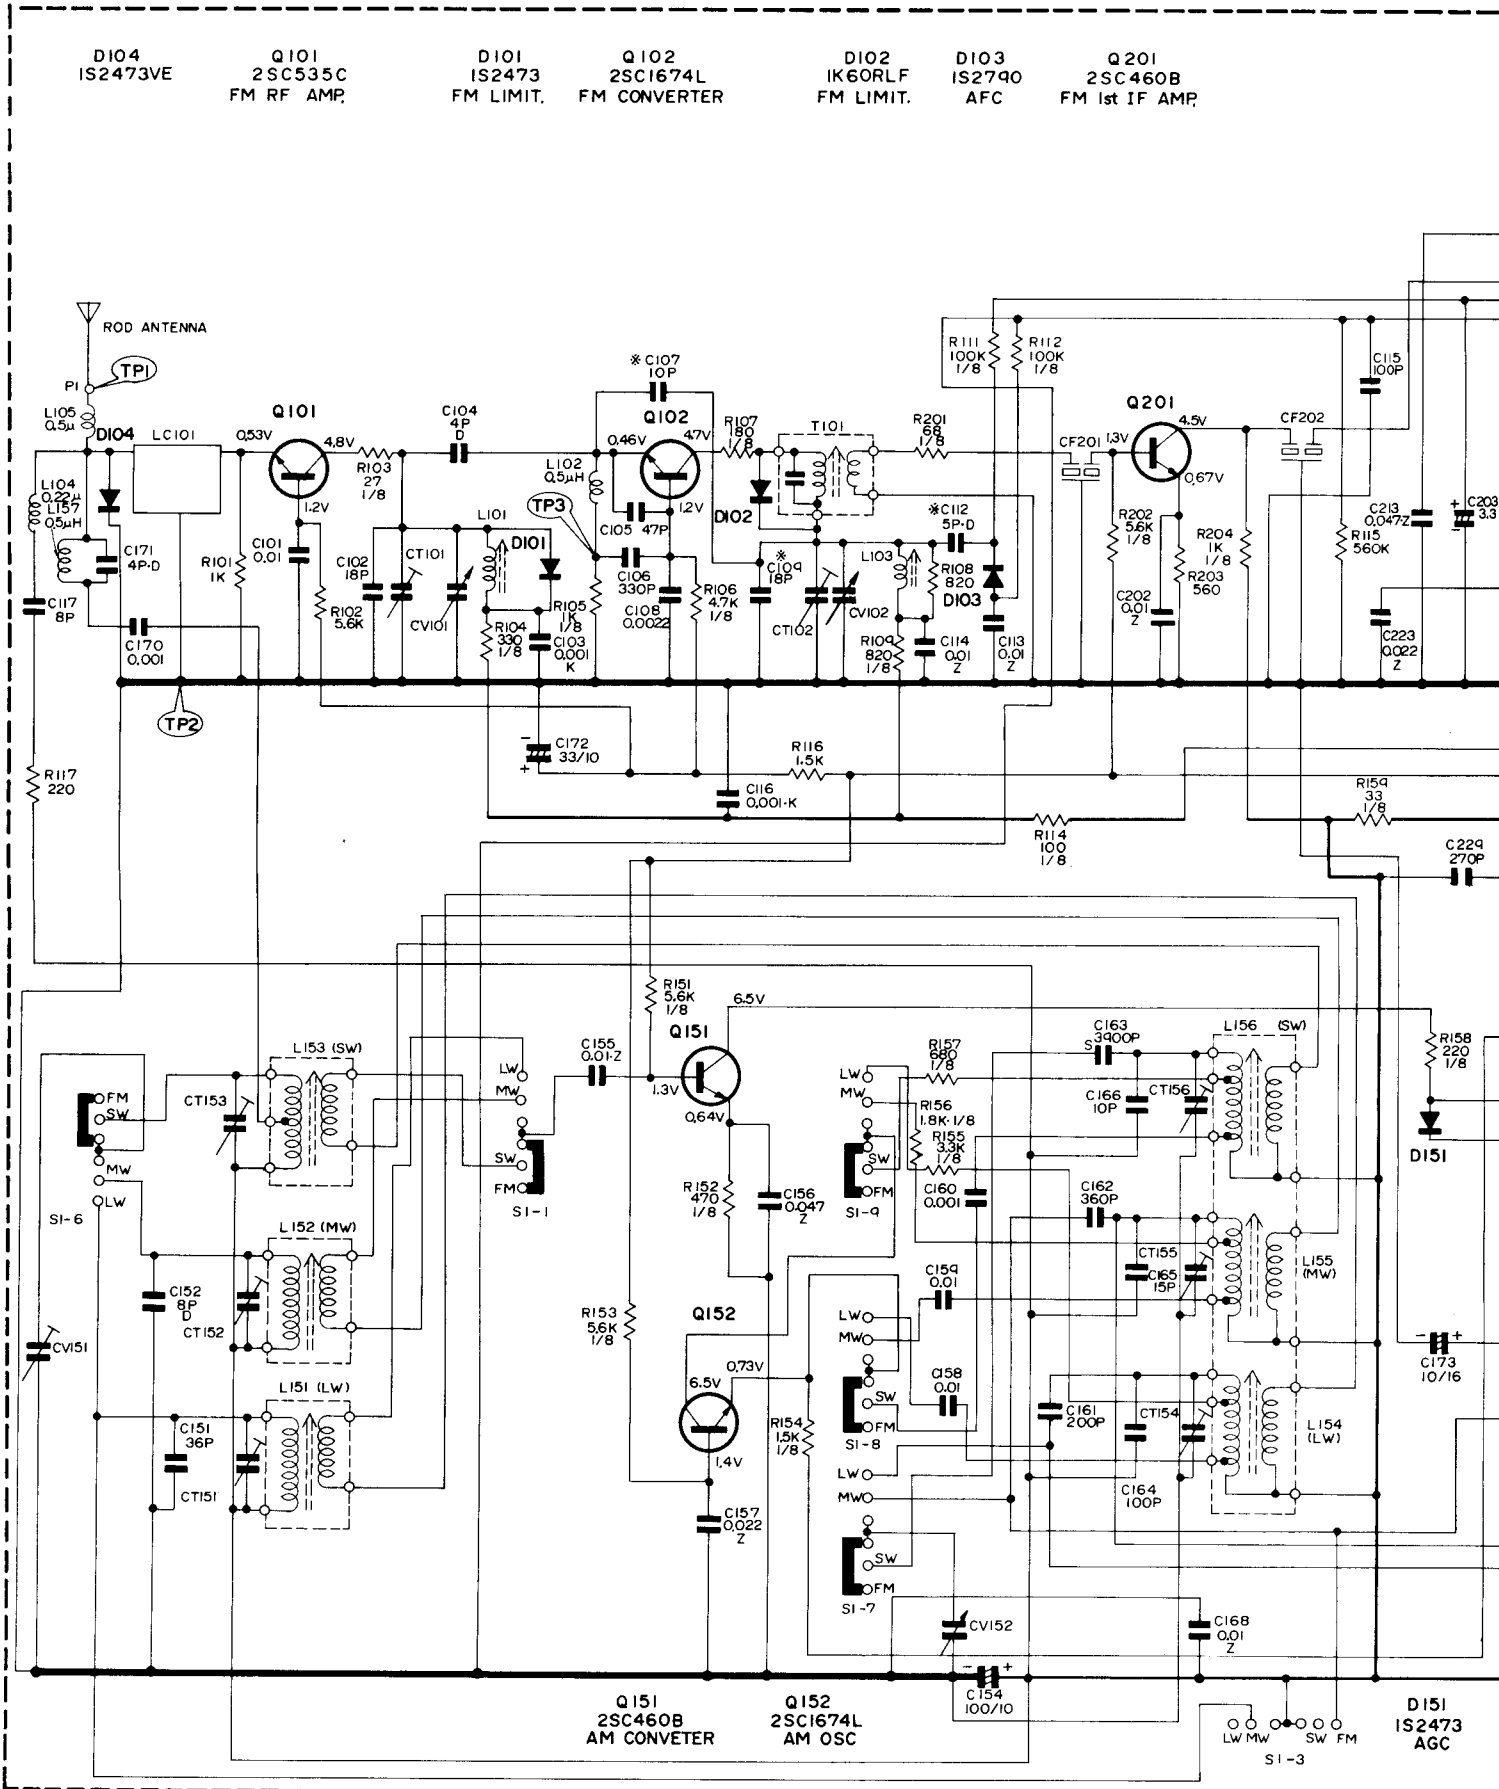 D104
1S2473VE
Q101
2SC535C
FM RF AMP.
D101
1S2473
FM LIMIT.
Q102
2SC1674L
FM CONVERTER
D102
1K60RLF
FM LIMIT.
D103
1S2790
AFC
Q201
2SC460B
FM 1st IF AMP.
ROD ANTENNA
TP1
P1
L105
0.5µ
D104
LC101
0.53V
Q101
4.8V
1.2V
R103
27
1/8
C104
4P
D
※C107
10P
L102
0.5µH
0.46V
Q102
4.7V
1.2V
R107
180
1/8
T101
R201
68
1/8
R111
100K
1/8
R112
100K
1/8
CF201
1.3V
Q201
4.5V
0.67V
CF202
C115
100P
L104
0.22µ
L157
0.5µH
C171
4P·D
R101
1K
C101
0.01
R102
5.6K
C102
18P
CT101
CV101
L101
D101
TP3
C105
47P
C106
330P
R105
1K
1/8
R104
330
1/8
C103
0.001
K
C108
0.0022
R106
4.7K
1/8
D102
※
C109
18P
CT102
CV102
L103
※C112
5P·D
R108
820
D103
R109
820
1/8
C114
0.01
Z
C113
0.01
Z
R202
5.6K
1/8
C202
0.01
Z
R203
560
R204
1K
1/8
R115
560K
C213
0.047·Z
C203
3.3
+
-
C223
0.022
Z
C117
8P
C170
0.001
TP2
R117
220
-
+
C172
33/10
R116
1.5K
C116
0.001·K
R114
100
1/8
R159
33
1/8
C229
270P
R151
5.6K
1/8
6.5V
Q151
1.3V
0.64V
C155
0.01·Z
L153 (SW)
CT153
FM
SW
MW
LW
S1-6
LW
MW
SW
FM
S1-1
L152 (MW)
C152
8P
D
CT152
CV151
L151 (LW)
C151
36P
CT151
R152
470
1/8
C156
0.047
Z
R153
5.6K
1/8
Q152
0.73V
6.5V
1.4V
C157
0.022
Z
R154
1.5K
1/8
LW
MW
SW
FM
S1-9
R157
680
1/8
R156
1.8K·1/8
R155
3.3K
1/8
C160
0.001
C163
S 3900P
C166
10P
CT156
L156 (SW)
R158
220
1/8
D151
C162
360P
CT155
C165
15P
L155
(MW)
C159
0.01
LW
MW
SW
FM
S1-8
C158
0.01
C161
200P
CT154
C164
100P
L154
(LW)
- +
C173
10/16
LW
MW
SW
FM
S1-7
CV152
C168
0.01
Z
- +
C154
100/10
Q151
2SC460B
AM CONVETER
Q152
2SC1674L
AM OSC
LW MW SW FM
S1-3
D151
1S2473
AGC